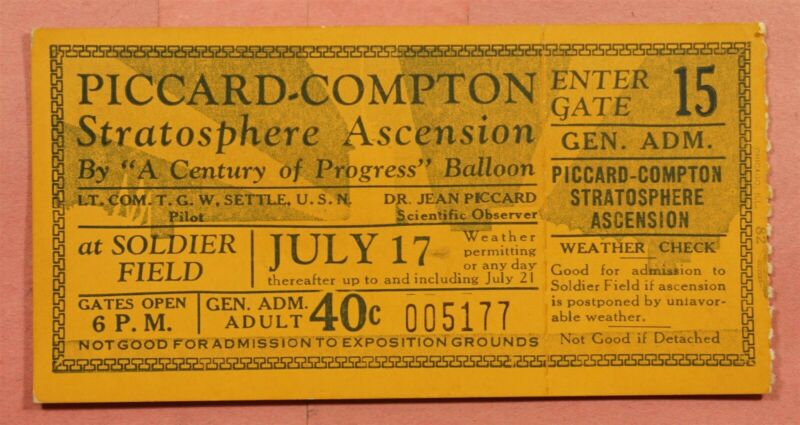 PICCARD-COMPTON
Stratosphere Ascension
By "A Century of Progress" Balloon
LT. COM. T. G. W. SETTLE, U. S. N.
Pilot
DR. JEAN PICCARD
Scientific Observer
at SOLDIER
FIELD
JULY 17
Weather
permitting
or any day
thereafter up to and including July 21
GATES OPEN
6 P. M.
GEN. ADM.
ADULT
40c
005177
NOT GOOD FOR ADMISSION TO EXPOSITION GROUNDS
ENTER
GATE
15
GEN. ADM.
PICCARD-COMPTON
STRATOSPHERE
ASCENSION
WEATHER CHECK
Good for admission to
Soldier Field if ascension
is postponed by unfavor-
able weather.
Not Good if Detached
82